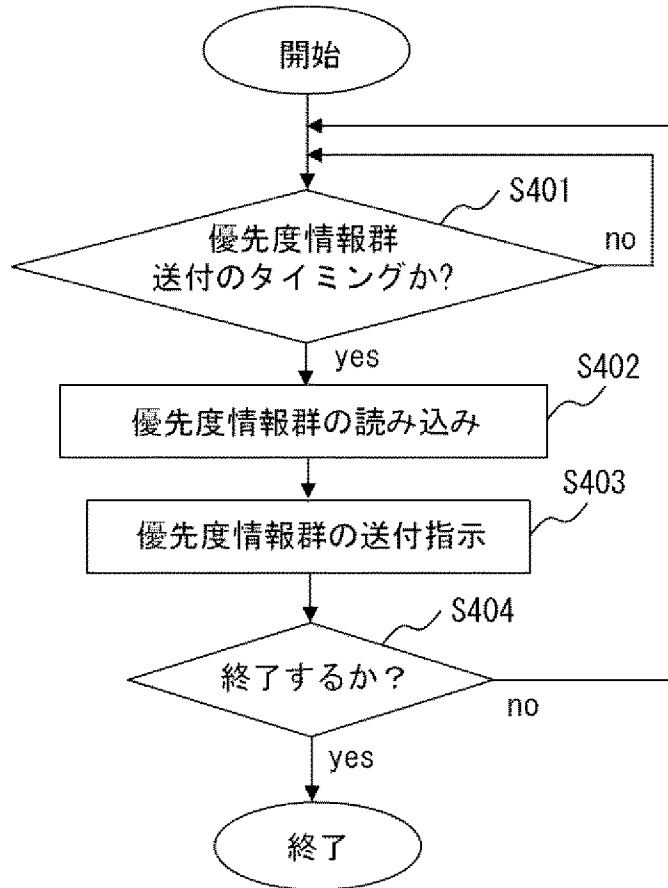 開始
S401
優先度情報群
送付のタイミングか?
no
yes
S402
優先度情報群の読み込み
S403
優先度情報群の送付指示
S404
終了するか？
no
yes
終了